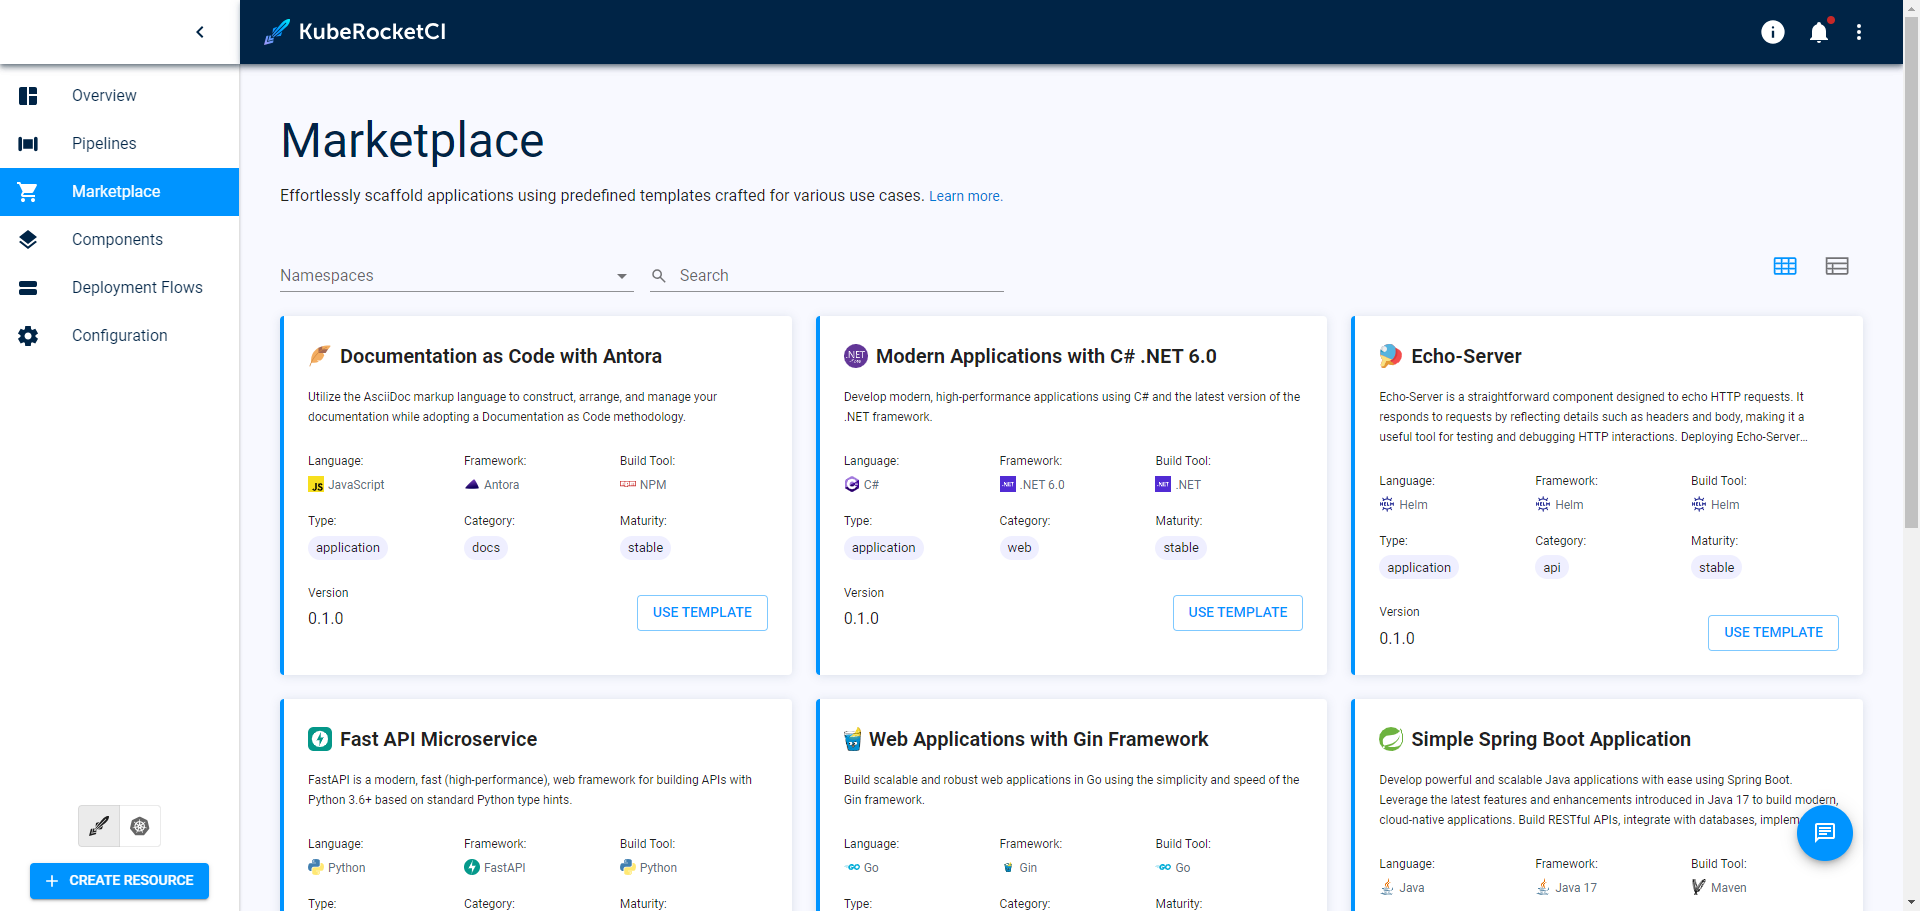 KubeRocketCI
Overview
Pipelines
Marketplace
Components
Deployment Flows
Configuration
CREATE RESOURCE
Marketplace
Effortlessly scaffold applications using predefined templates crafted for various use cases. Learn more.
Namespaces
Search
Documentation as Code with Antora
Utilize the AsciiDoc markup language to construct, arrange, and manage your
documentation while adopting a Documentation as Code methodology.
Language: Framework: Build Tool:
JS JavaScript Antora NPM
Type: Category: Maturity:
application docs stable
Version
0.1.0
USE TEMPLATE
.NET Modern Applications with C# .NET 6.0
Develop modern, high-performance applications using C# and the latest version of the
.NET framework.
Language: Framework: Build Tool:
C# .NET 6.0 .NET
Type: Category: Maturity:
application web stable
Version
0.1.0
USE TEMPLATE
Echo-Server
Echo-Server is a straightforward component designed to echo HTTP requests. It
responds to requests by reflecting details such as headers and body, making it a
useful tool for testing and debugging HTTP interactions. Deploying Echo-Server...
Language: Framework: Build Tool:
Helm Helm Helm
Type: Category: Maturity:
application api stable
Version
0.1.0
USE TEMPLATE
Fast API Microservice
FastAPI is a modern, fast (high-performance), web framework for building APIs with
Python 3.6+ based on standard Python type hints.
Language: Framework: Build Tool:
Python FastAPI Python
Type: Category: Maturity:
Web Applications with Gin Framework
Build scalable and robust web applications in Go using the simplicity and speed of the
Gin framework.
Language: Framework: Build Tool:
Go Gin Go
Type: Category: Maturity:
Simple Spring Boot Application
Develop powerful and scalable Java applications with ease using Spring Boot.
Leverage the latest features and enhancements introduced in Java 17 to build modern,
cloud-native applications. Build RESTful APIs, integrate with databases, implem
Language: Framework: Build Tool:
Java Java 17 Maven